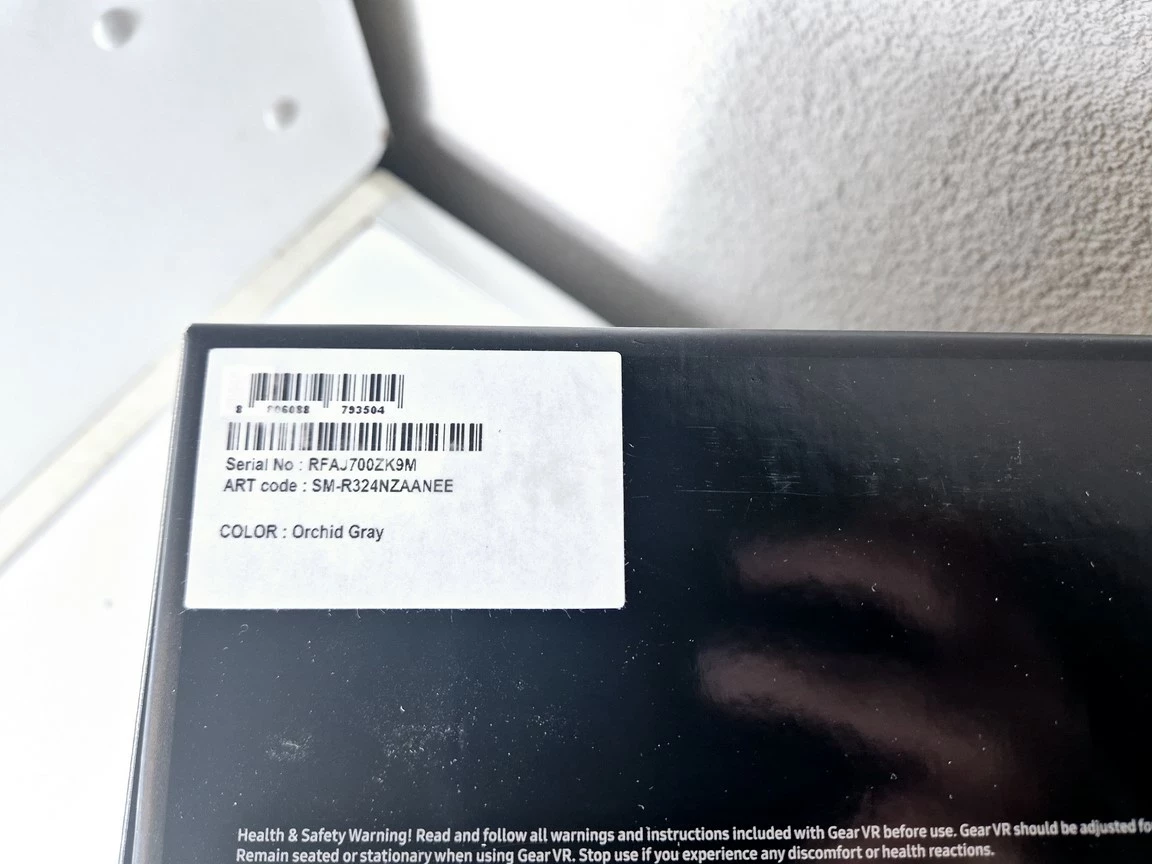 8 806088 793504
Serial No : RFAJ700ZK9M
ART code : SM-R324NZAANEE
COLOR : Orchid Gray
Health & Safety Warning! Read and follow all warnings and instructions included with Gear VR before use. Gear VR should be adjusted
Remain seated or stationary when using Gear VR. Stop use if you experience any discomfort or health reactions.